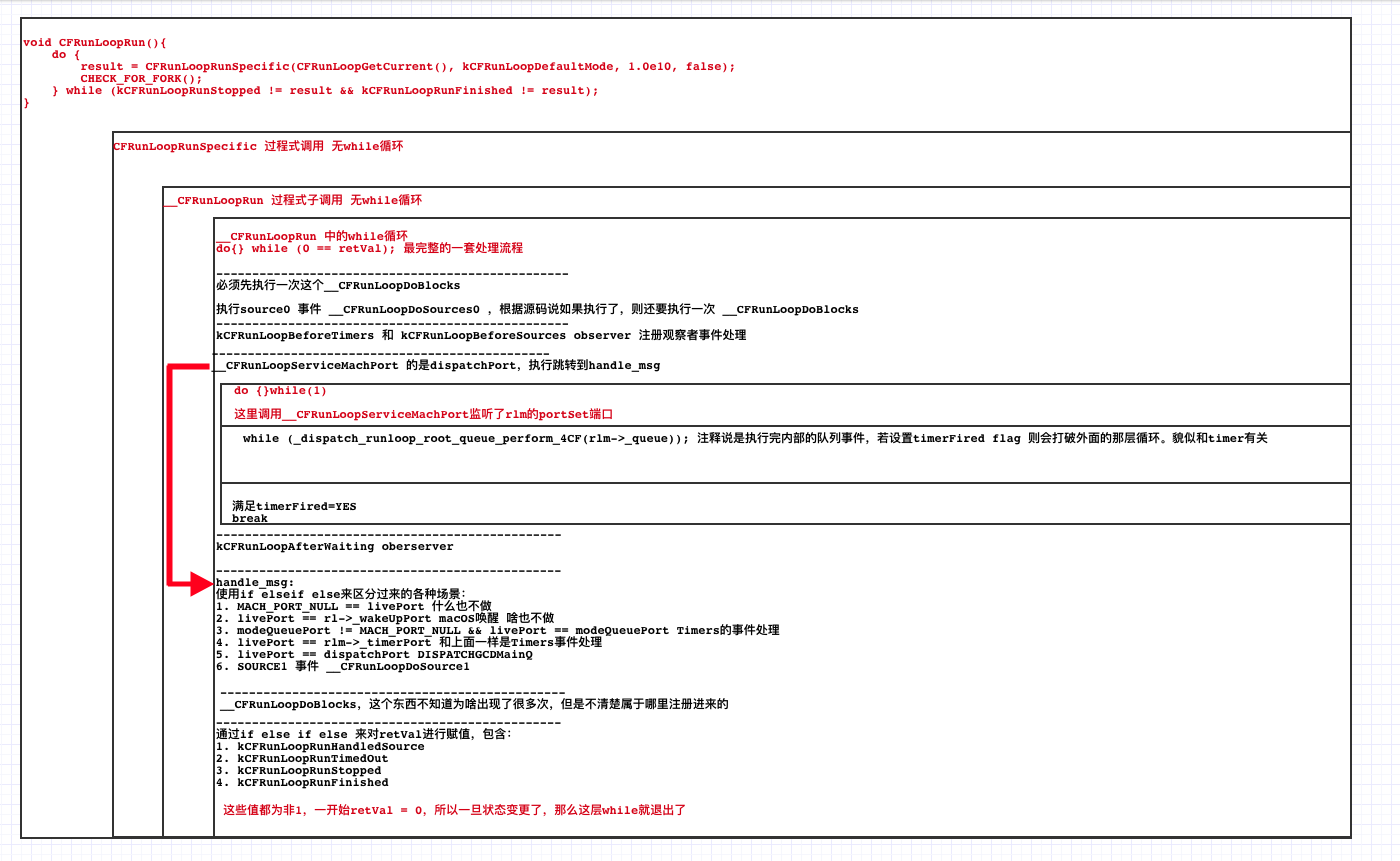 void CFRunLoopRun(){
do {
result = CFRunLoopRunSpecific(CFRunLoopGetCurrent(), kCFRunLoopDefaultMode, 1.0e10, false);
CHECK_FOR_FORK();
} while (kCFRunLoopRunStopped != result && kCFRunLoopRunFinished != result);
}
CFRunLoopRunSpecific 过程式调用 无while循环
__CFRunLoopRun 过程式子调用 无while循环
__CFRunLoopRun 中的while循环
do{} while (0 == retVal); 最完整的一套处理流程
-------------------------------------------------
必须先执行一次这个__CFRunLoopDoBlocks
执行source0 事件 __CFRunLoopDoSources0 ，根据源码说如果执行了，则还要执行一次 __CFRunLoopDoBlocks
-------------------------------------------------
kCFRunLoopBeforeTimers 和 kCFRunLoopBeforeSources observer 注册观察者事件处理
-----------------------------------------------
__CFRunLoopServiceMachPort 的是dispatchPort，执行跳转到handle_msg
do {}while(1)
这里调用__CFRunLoopServiceMachPort监听了rlm的portSet端口
while (_dispatch_runloop_root_queue_perform_4CF(rlm->_queue)); 注释说是执行完内部的队列事件，若设置timerFired flag 则会打破外面的那层循环。貌似和timer有关
满足timerFired=YES
break
------------------------------------------------
kCFRunLoopAfterWaiting oberserver
------------------------------------------------
handle_msg:
使用if elseif else来区分过来的各种场景：
1. MACH_PORT_NULL == livePort 什么也不做
2. livePort == rl->_wakeUpPort macOS唤醒 啥也不做
3. modeQueuePort != MACH_PORT_NULL && livePort == modeQueuePort Timers的事件处理
4. livePort == rlm->_timerPort 和上面一样是Timers事件处理
5. livePort == dispatchPort DISPATCHGCDMainQ
6. SOURCE1 事件 __CFRunLoopDoSource1
------------------------------------------------
__CFRunLoopDoBlocks，这个东西不知道为啥出现了很多次，但是不清楚属于哪里注册进来的
------------------------------------------------
通过if else if else 来对retVal进行赋值，包含：
1. kCFRunLoopRunHandledSource
2. kCFRunLoopRunTimedOut
3. kCFRunLoopRunStopped
4. kCFRunLoopRunFinished
这些值都为非1，一开始retVal = 0，所以一旦状态变更了，那么这层while就退出了